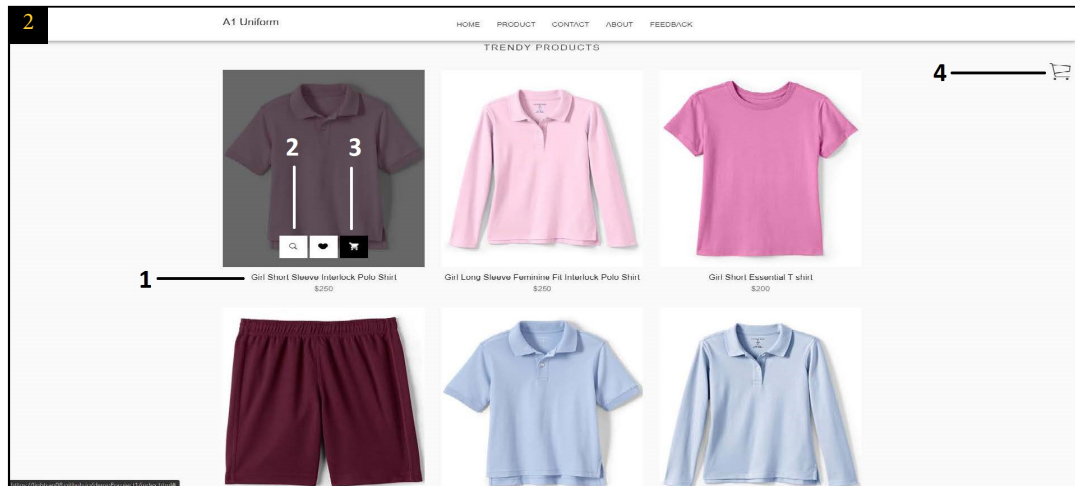 2
A1 Uniform
HOME PRODUCT CONTACT ABOUT FEEDBACK
TRENDY PRODUCTS
4
2 3
1
Girl Short Sleeve Interlock Polo Shirt
$250
Girl Long Sleeve Feminine Fit Interlock Polo Shirt
$250
Girl Short Essential T shirt
$200